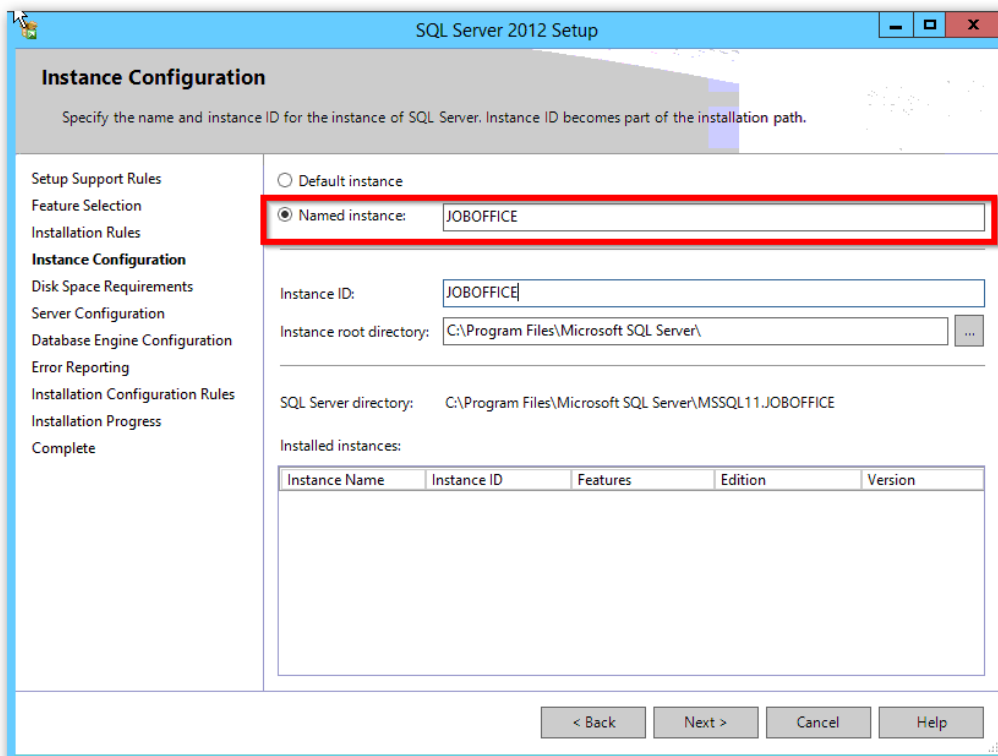 SQL Server 2012 Setup
Instance Configuration
Specify the name and instance ID for the instance of SQL Server. Instance ID becomes part of the installation path.
Setup Support Rules
Feature Selection
Installation Rules
Instance Configuration
Disk Space Requirements
Server Configuration
Database Engine Configuration
Error Reporting
Installation Configuration Rules
Installation Progress
Complete
Default instance
Named instance: JOBOFFICE
Instance ID: JOBOFFICE
Instance root directory: C:\Program Files\Microsoft SQL Server\ ...
SQL Server directory: C:\Program Files\Microsoft SQL Server\MSSQL11.JOBOFFICE
Installed instances:
Instance Name Instance ID Features Edition Version
< Back Next > Cancel Help